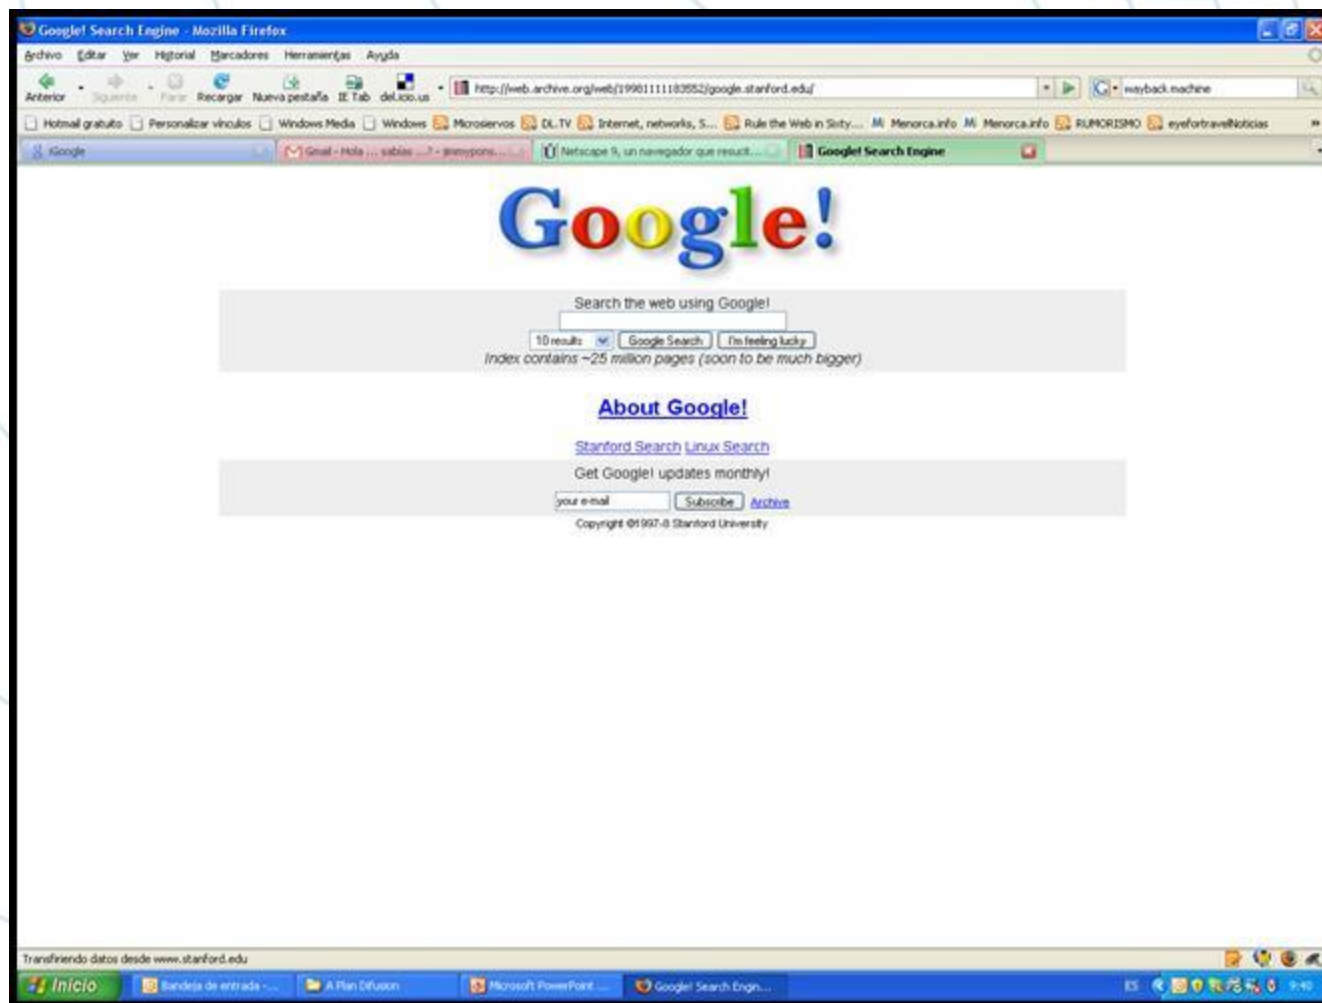 Google! Search Engine - Mozilla Firefox
Archivo Editar Ver Historial Marcadores Herramientas Ayuda
Anterior Siguiente Parar Recargar Nueva pestaña IE Tab del.icio.us http://web.archive.org/web/19981111183552/google.stanford.edu/ wayback machine
Hotmail gratuito Personalizar vínculos Windows Media Windows Microsiervos DL.TV Internet, networks, S... Rule the Web in Sixty.... Menorca.info Menorca.info RUMORISMO eyefortravelNoticias
iGoogle Gmail - Hola ... sabías ...? - Netscape 9, un navegador que resucit... Google! Search Engine
Google!
Search the web using Google!
10 results Google Search I'm feeling lucky
Index contains ~25 million pages (soon to be much bigger)
About Google!
Stanford Search Linux Search
Get Google! updates monthly!
your e-mail Subscribe Archive
Copyright ©1997-8 Stanford University
Transfiriendo datos desde www.stanford.edu
Inicio Bandeja de entrada -... A Plan Difusion Microsoft PowerPoint ... Google! Search Engin... ES 9:40